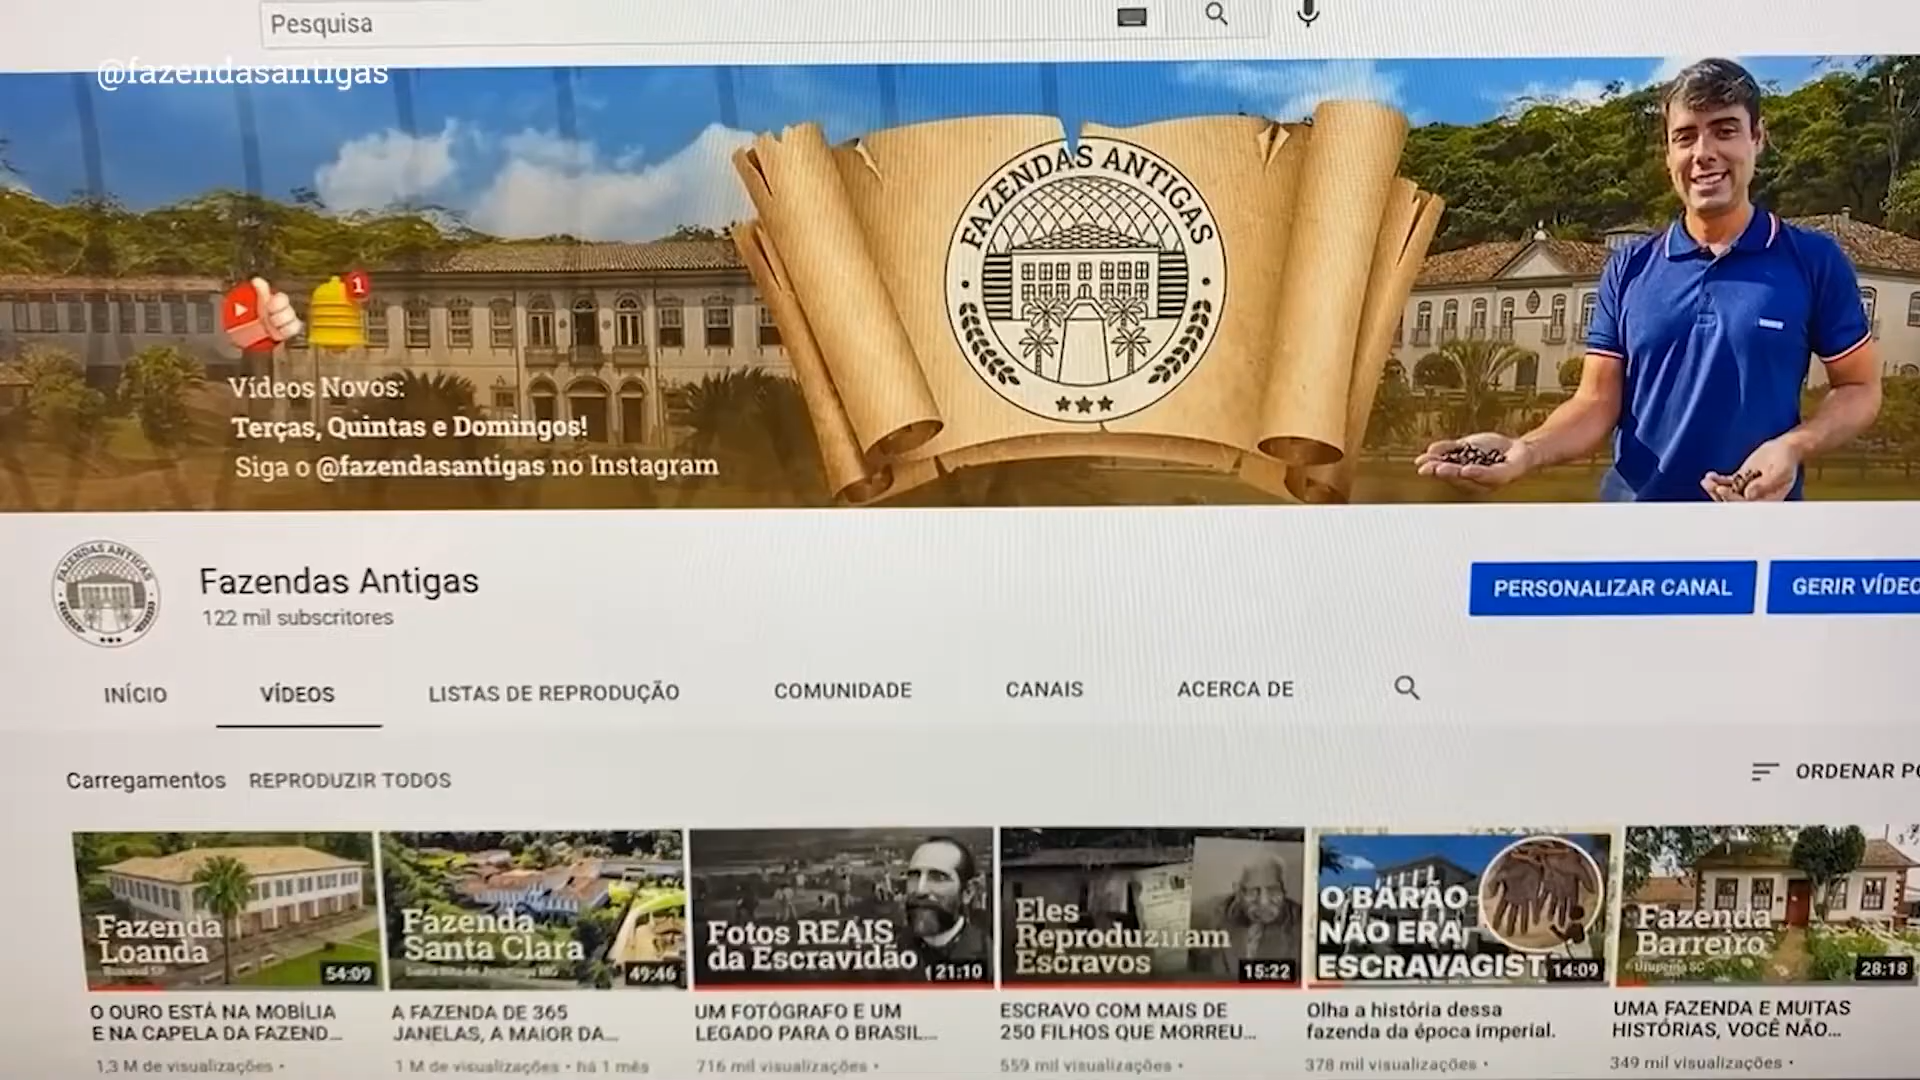 Pesquisa
@fazendasantigas
FAZENDAS ANTIGAS
1
Vídeos Novos:
Terças, Quintas e Domingos!
Siga o @fazendasantigas no Instagram
FAZENDAS ANTIGAS
Fazendas Antigas
122 mil subscritores
PERSONALIZAR CANAL
GERIR VÍDEO
INÍCIO
VÍDEOS
LISTAS DE REPRODUÇÃO
COMUNIDADE
CANAIS
ACERCA DE
Carregamentos
REPRODUZIR TODOS
ORDENAR PO
Fazenda
Loanda
Bananal SP
54:09
O OURO ESTÁ NA MOBÍLIA
E NA CAPELA DA FAZEND...
1,3 M de visualizações •
Fazenda
Santa Clara
49:46
A FAZENDA DE 365
JANELAS, A MAIOR DA...
1 M de visualizações • há 1 mês
Fotos REAIS
da Escravidão
21:10
UM FOTÓGRAFO E UM
LEGADO PARA O BRASIL...
716 mil visualizações •
Eles
Reproduziram
Escravos
15:22
ESCRAVO COM MAIS DE
250 FILHOS QUE MORREU...
559 mil visualizações •
O BARÃO
NÃO ERA
ESCRAVAGIST
14:09
Olha a história dessa
fazenda da época imperial.
378 mil visualizações •
Fazenda
Barreiro
28:18
UMA FAZENDA E MUITAS
HISTÓRIAS, VOCÊ NÃO...
349 mil visualizações •